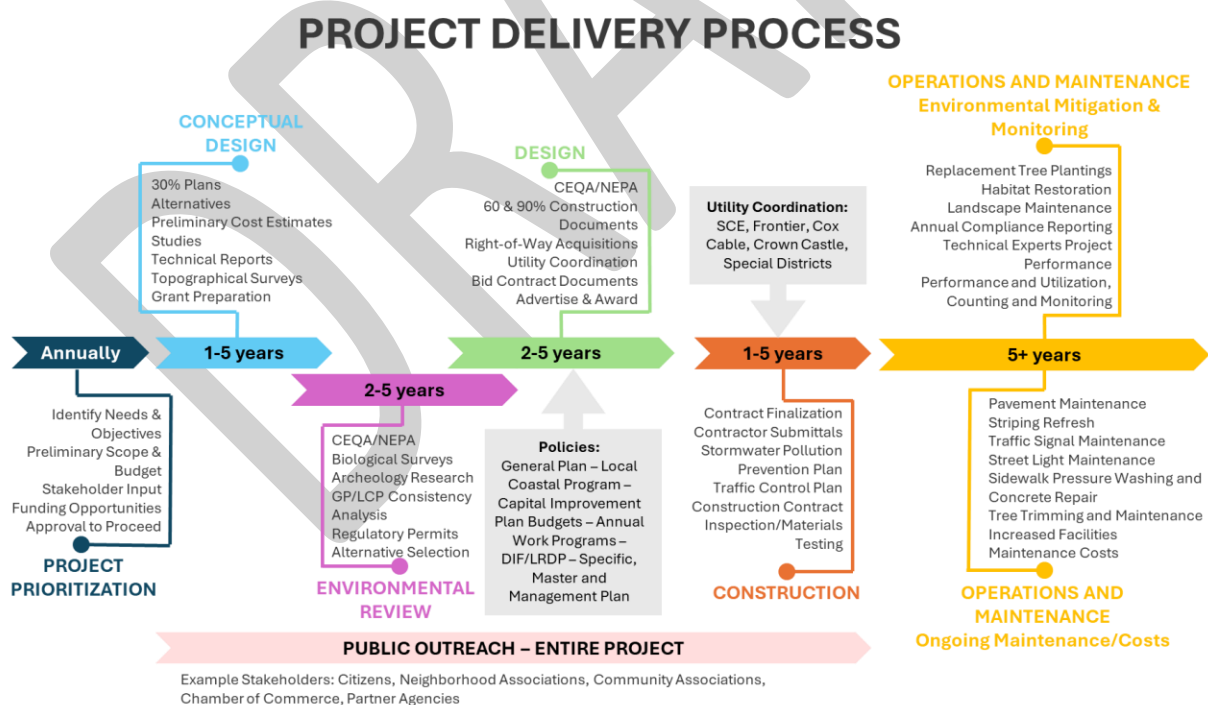 PROJECT DELIVERY PROCESS
CONCEPTUAL
DESIGN
30% Plans
Alternatives
Preliminary Cost Estimates
Studies
Technical Reports
Topographical Surveys
Grant Preparation
DESIGN
CEQA/NEPA
60 & 90% Construction
Documents
Right-of-Way Acquisitions
Utility Coordination
Bid Contract Documents
Advertise & Award
Utility Coordination:
SCE, Frontier, Cox
Cable, Crown Castle,
Special Districts
OPERATIONS AND MAINTENANCE
Environmental Mitigation &
Monitoring
Replacement Tree Plantings
Habitat Restoration
Landscape Maintenance
Annual Compliance Reporting
Technical Experts Project
Performance
Performance and Utilization,
Counting and Monitoring
Annually
1-5 years
2-5 years
2-5 years
1-5 years
5+ years
Identify Needs &
Objectives
Preliminary Scope &
Budget
Stakeholder Input
Funding Opportunities
Approval to Proceed
PROJECT
PRIORITIZATION
CEQA/NEPA
Biological Surveys
Archeology Research
GP/LCP Consistency
Analysis
Regulatory Permits
Alternative Selection
ENVIRONMENTAL
REVIEW
Policies:
General Plan – Local
Coastal Program –
Capital Improvement
Plan Budgets – Annual
Work Programs –
DIF/LRDP – Specific,
Master and
Management Plan
Contract Finalization
Contractor Submittals
Stormwater Pollution
Prevention Plan
Traffic Control Plan
Construction Contract
Inspection/Materials
Testing
CONSTRUCTION
Pavement Maintenance
Striping Refresh
Traffic Signal Maintenance
Street Light Maintenance
Sidewalk Pressure Washing and
Concrete Repair
Tree Trimming and Maintenance
Increased Facilities
Maintenance Costs
OPERATIONS AND
MAINTENANCE
Ongoing Maintenance/Costs
PUBLIC OUTREACH – ENTIRE PROJECT
Example Stakeholders: Citizens, Neighborhood Associations, Community Associations,
Chamber of Commerce, Partner Agencies
DRA